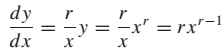 dy/dx = r/x y = r/x x^r = rx^{r−1}